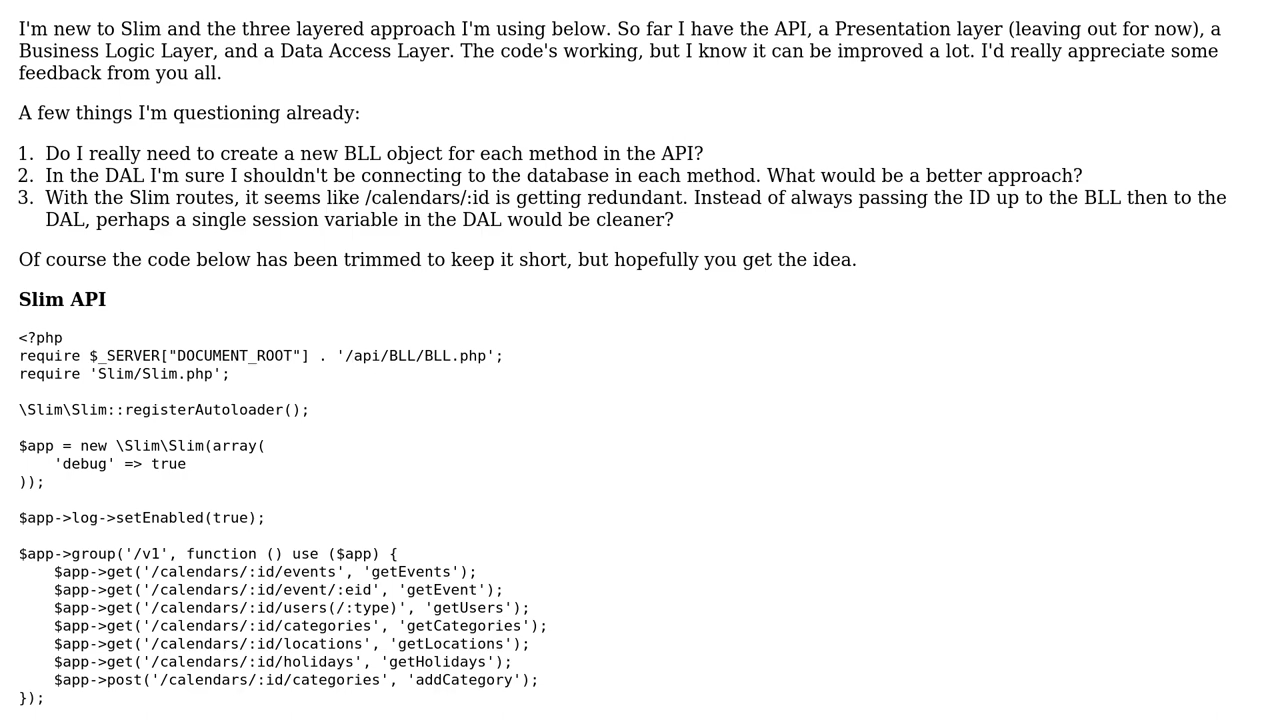 I'm new to Slim and the three layered approach I'm using below. So far I have the API, a Presentation layer (leaving out for now), a
Business Logic Layer, and a Data Access Layer. The code's working, but I know it can be improved a lot. I'd really appreciate some
feedback from you all.
A few things I'm questioning already:
1. Do I really need to create a new BLL object for each method in the API?
2. In the DAL I'm sure I shouldn't be connecting to the database in each method. What would be a better approach?
3. With the Slim routes, it seems like /calendars/:id is getting redundant. Instead of always passing the ID up to the BLL then to the
DAL, perhaps a single session variable in the DAL would be cleaner?
Of course the code below has been trimmed to keep it short, but hopefully you get the idea.
Slim API
<?php
require $_SERVER["DOCUMENT_ROOT"] . '/api/BLL/BLL.php';
require 'Slim/Slim.php';
\Slim\Slim::registerAutoloader();
$app = new \Slim\Slim(array(
    'debug' => true
));
$app->log->setEnabled(true);
$app->group('/v1', function () use ($app) {
    $app->get('/calendars/:id/events', 'getEvents');
    $app->get('/calendars/:id/event/:eid', 'getEvent');
    $app->get('/calendars/:id/users(/:type)', 'getUsers');
    $app->get('/calendars/:id/categories', 'getCategories');
    $app->get('/calendars/:id/locations', 'getLocations');
    $app->get('/calendars/:id/holidays', 'getHolidays');
    $app->post('/calendars/:id/categories', 'addCategory');
});